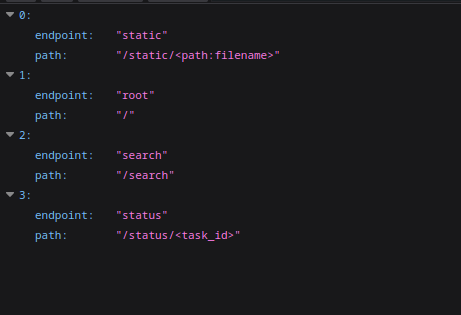 0:
endpoint: "static"
path: "/static/<path:filename>"
1:
endpoint: "root"
path: "/"
2:
endpoint: "search"
path: "/search"
3:
endpoint: "status"
path: "/status/<task_id>"